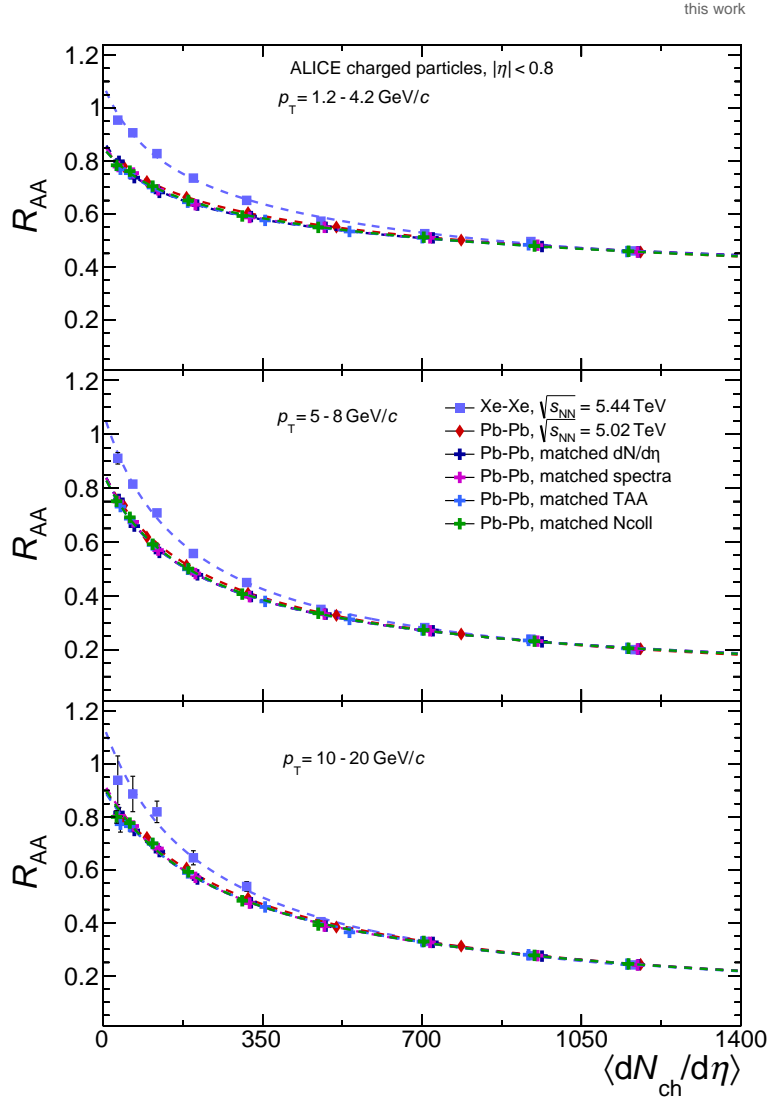 this work
ALICE charged particles, |η| < 0.8
p_T = 1.2 - 4.2 GeV/c
1.2
1
0.8
0.6
0.4
0.2
R_AA
p_T = 5 - 8 GeV/c
Xe-Xe, √s_NN = 5.44 TeV
Pb-Pb, √s_NN = 5.02 TeV
Pb-Pb, matched dN/dη
Pb-Pb, matched spectra
Pb-Pb, matched TAA
Pb-Pb, matched Ncoll
1.2
1
0.8
0.6
0.4
0.2
R_AA
p_T = 10 - 20 GeV/c
1.2
1
0.8
0.6
0.4
0.2
R_AA
0 350 700 1050 1400
⟨dN_ch/dη⟩